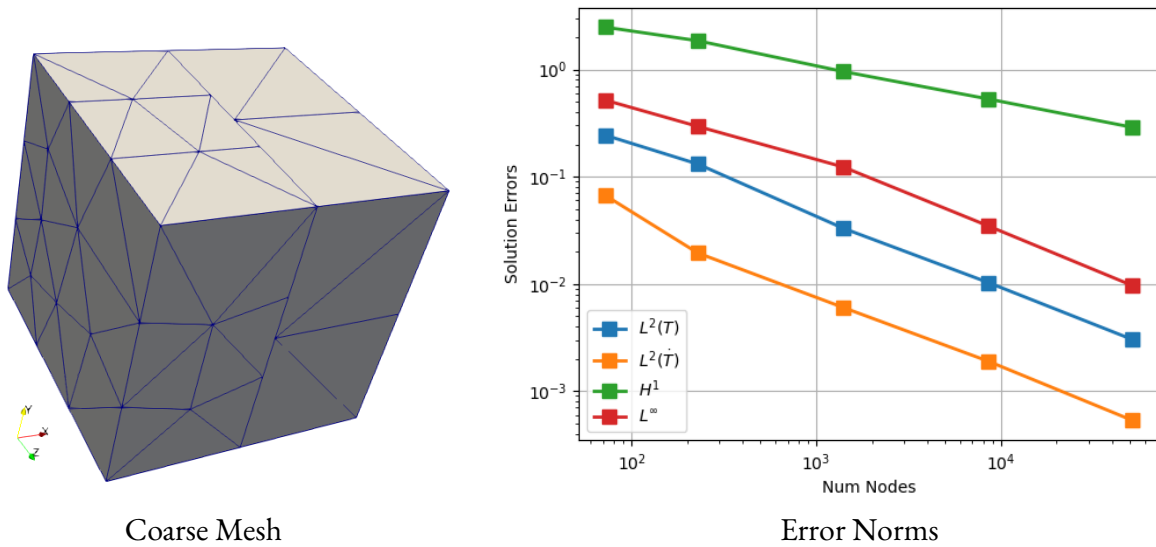 Y
X
Z
Coarse Mesh
Solution Errors
10⁰
10⁻¹
10⁻²
10⁻³
L²(T)
L²(Ṫ)
H¹
L^∞
10²
10³
10⁴
Num Nodes
Error Norms